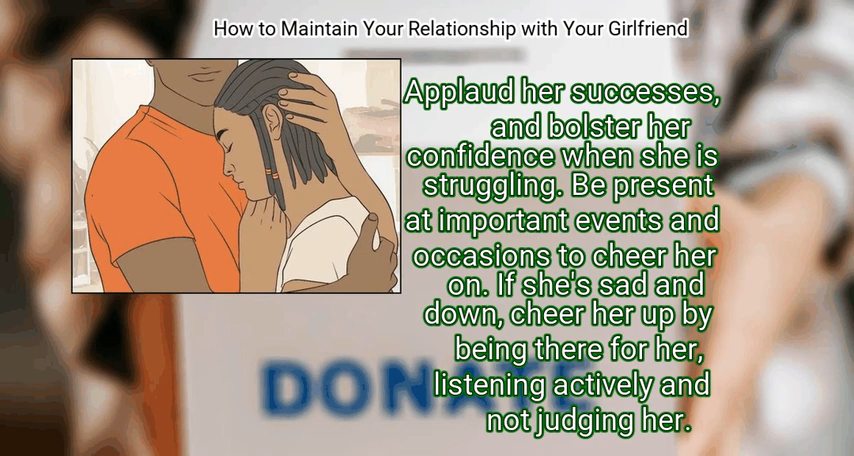 How to Maintain Your Relationship with Your Girlfriend
Applaud her successes,
and bolster her
confidence when she is
struggling. Be present
at important events and
occasions to cheer her
on. If she's sad and
down, cheer her up by
being there for her,
listening actively and
not judging her.
DONATE